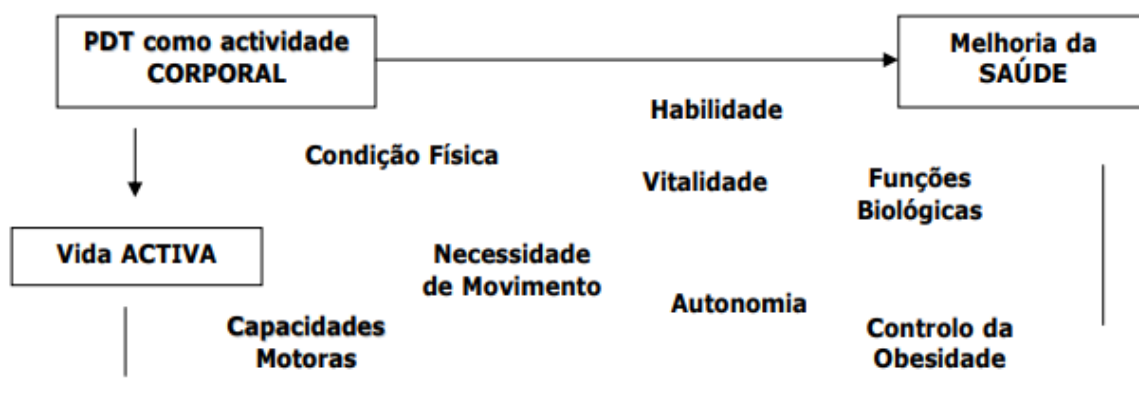 PDT como actividade
CORPORAL
Melhoria da
SAÚDE
Habilidade
Condição Física
Vitalidade
Funções
Biológicas
Vida ACTIVA
Necessidade
de Movimento
Autonomia
Capacidades
Motoras
Controlo da
Obesidade